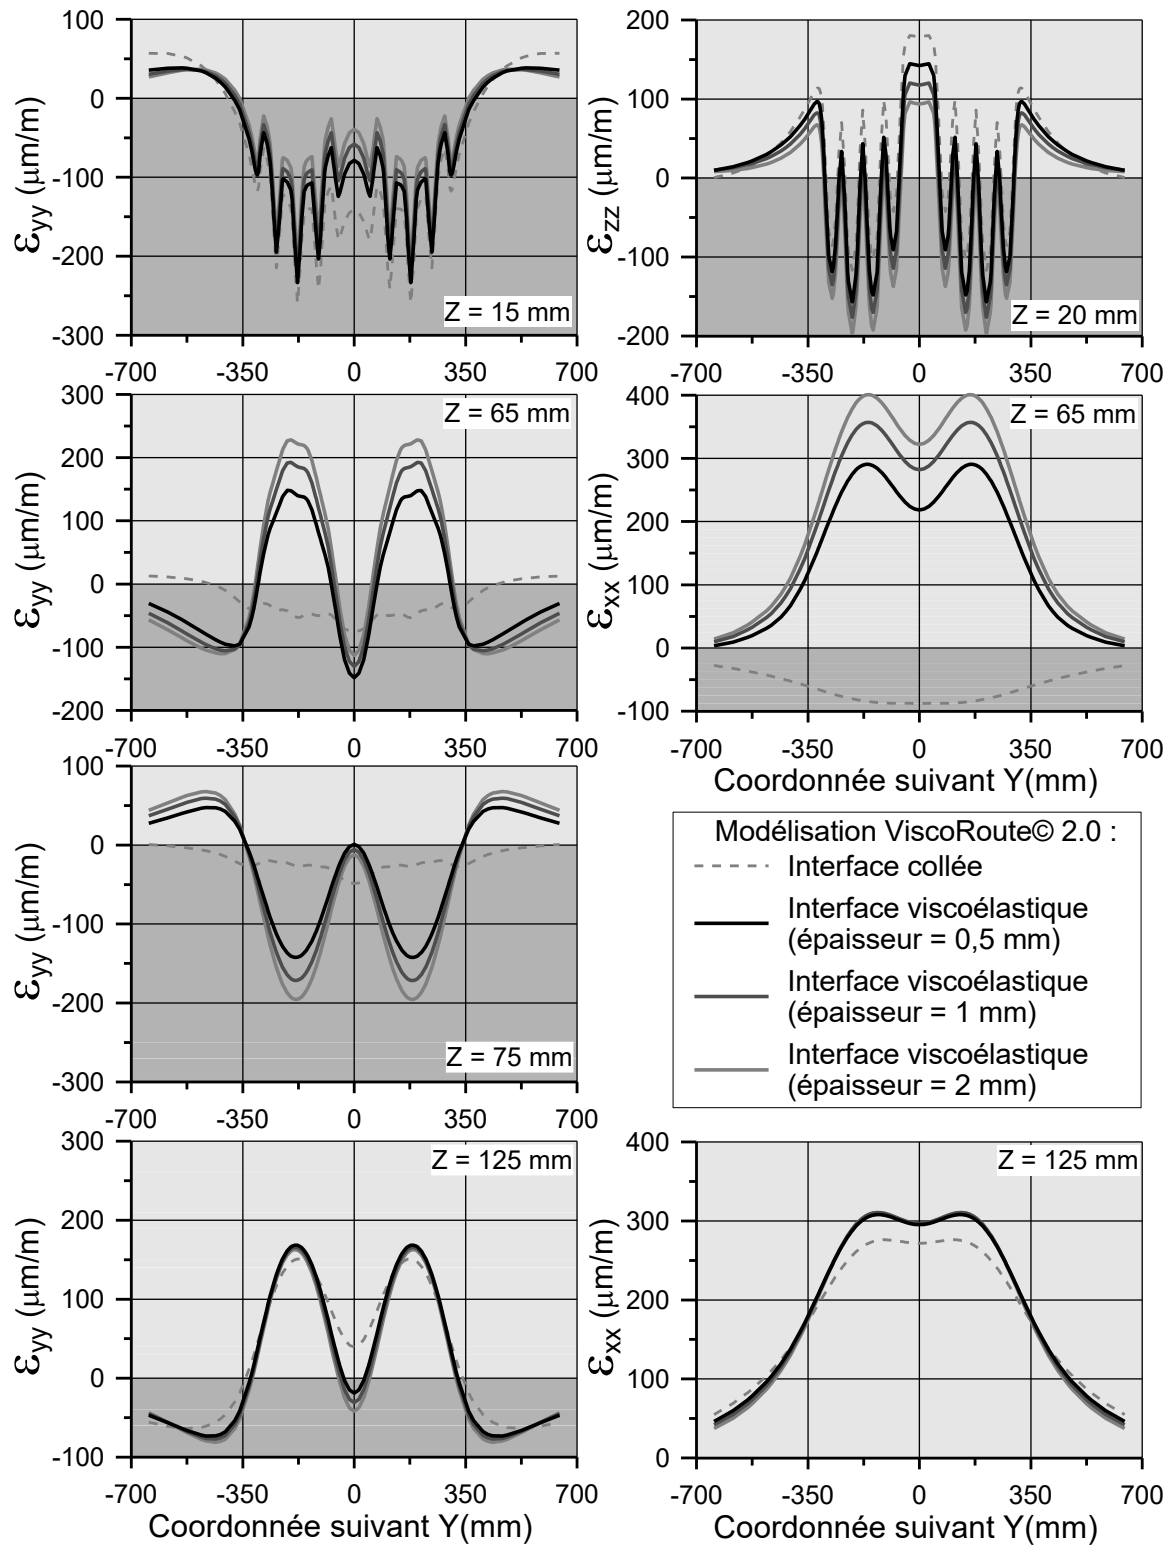 100
0
-100
-200
-300
εyy (μm/m)
Z = 15 mm
-700 -350 0 350 700
200
100
0
-100
-200
εzz (μm/m)
Z = 20 mm
-700 -350 0 350 700
300
200
100
0
-100
-200
εyy (μm/m)
Z = 65 mm
-700 -350 0 350 700
400
300
200
100
0
-100
εxx (μm/m)
Z = 65 mm
-700 -350 0 350 700
Coordonnée suivant Y(mm)
100
0
-100
-200
-300
εyy (μm/m)
Z = 75 mm
-700 -350 0 350 700
Modélisation ViscoRoute© 2.0 :
Interface collée
Interface viscoélastique
(épaisseur = 0,5 mm)
Interface viscoélastique
(épaisseur = 1 mm)
Interface viscoélastique
(épaisseur = 2 mm)
300
200
100
0
-100
εyy (μm/m)
Z = 125 mm
-700 -350 0 350 700
Coordonnée suivant Y(mm)
400
300
200
100
0
εxx (μm/m)
Z = 125 mm
-700 -350 0 350 700
Coordonnée suivant Y(mm)